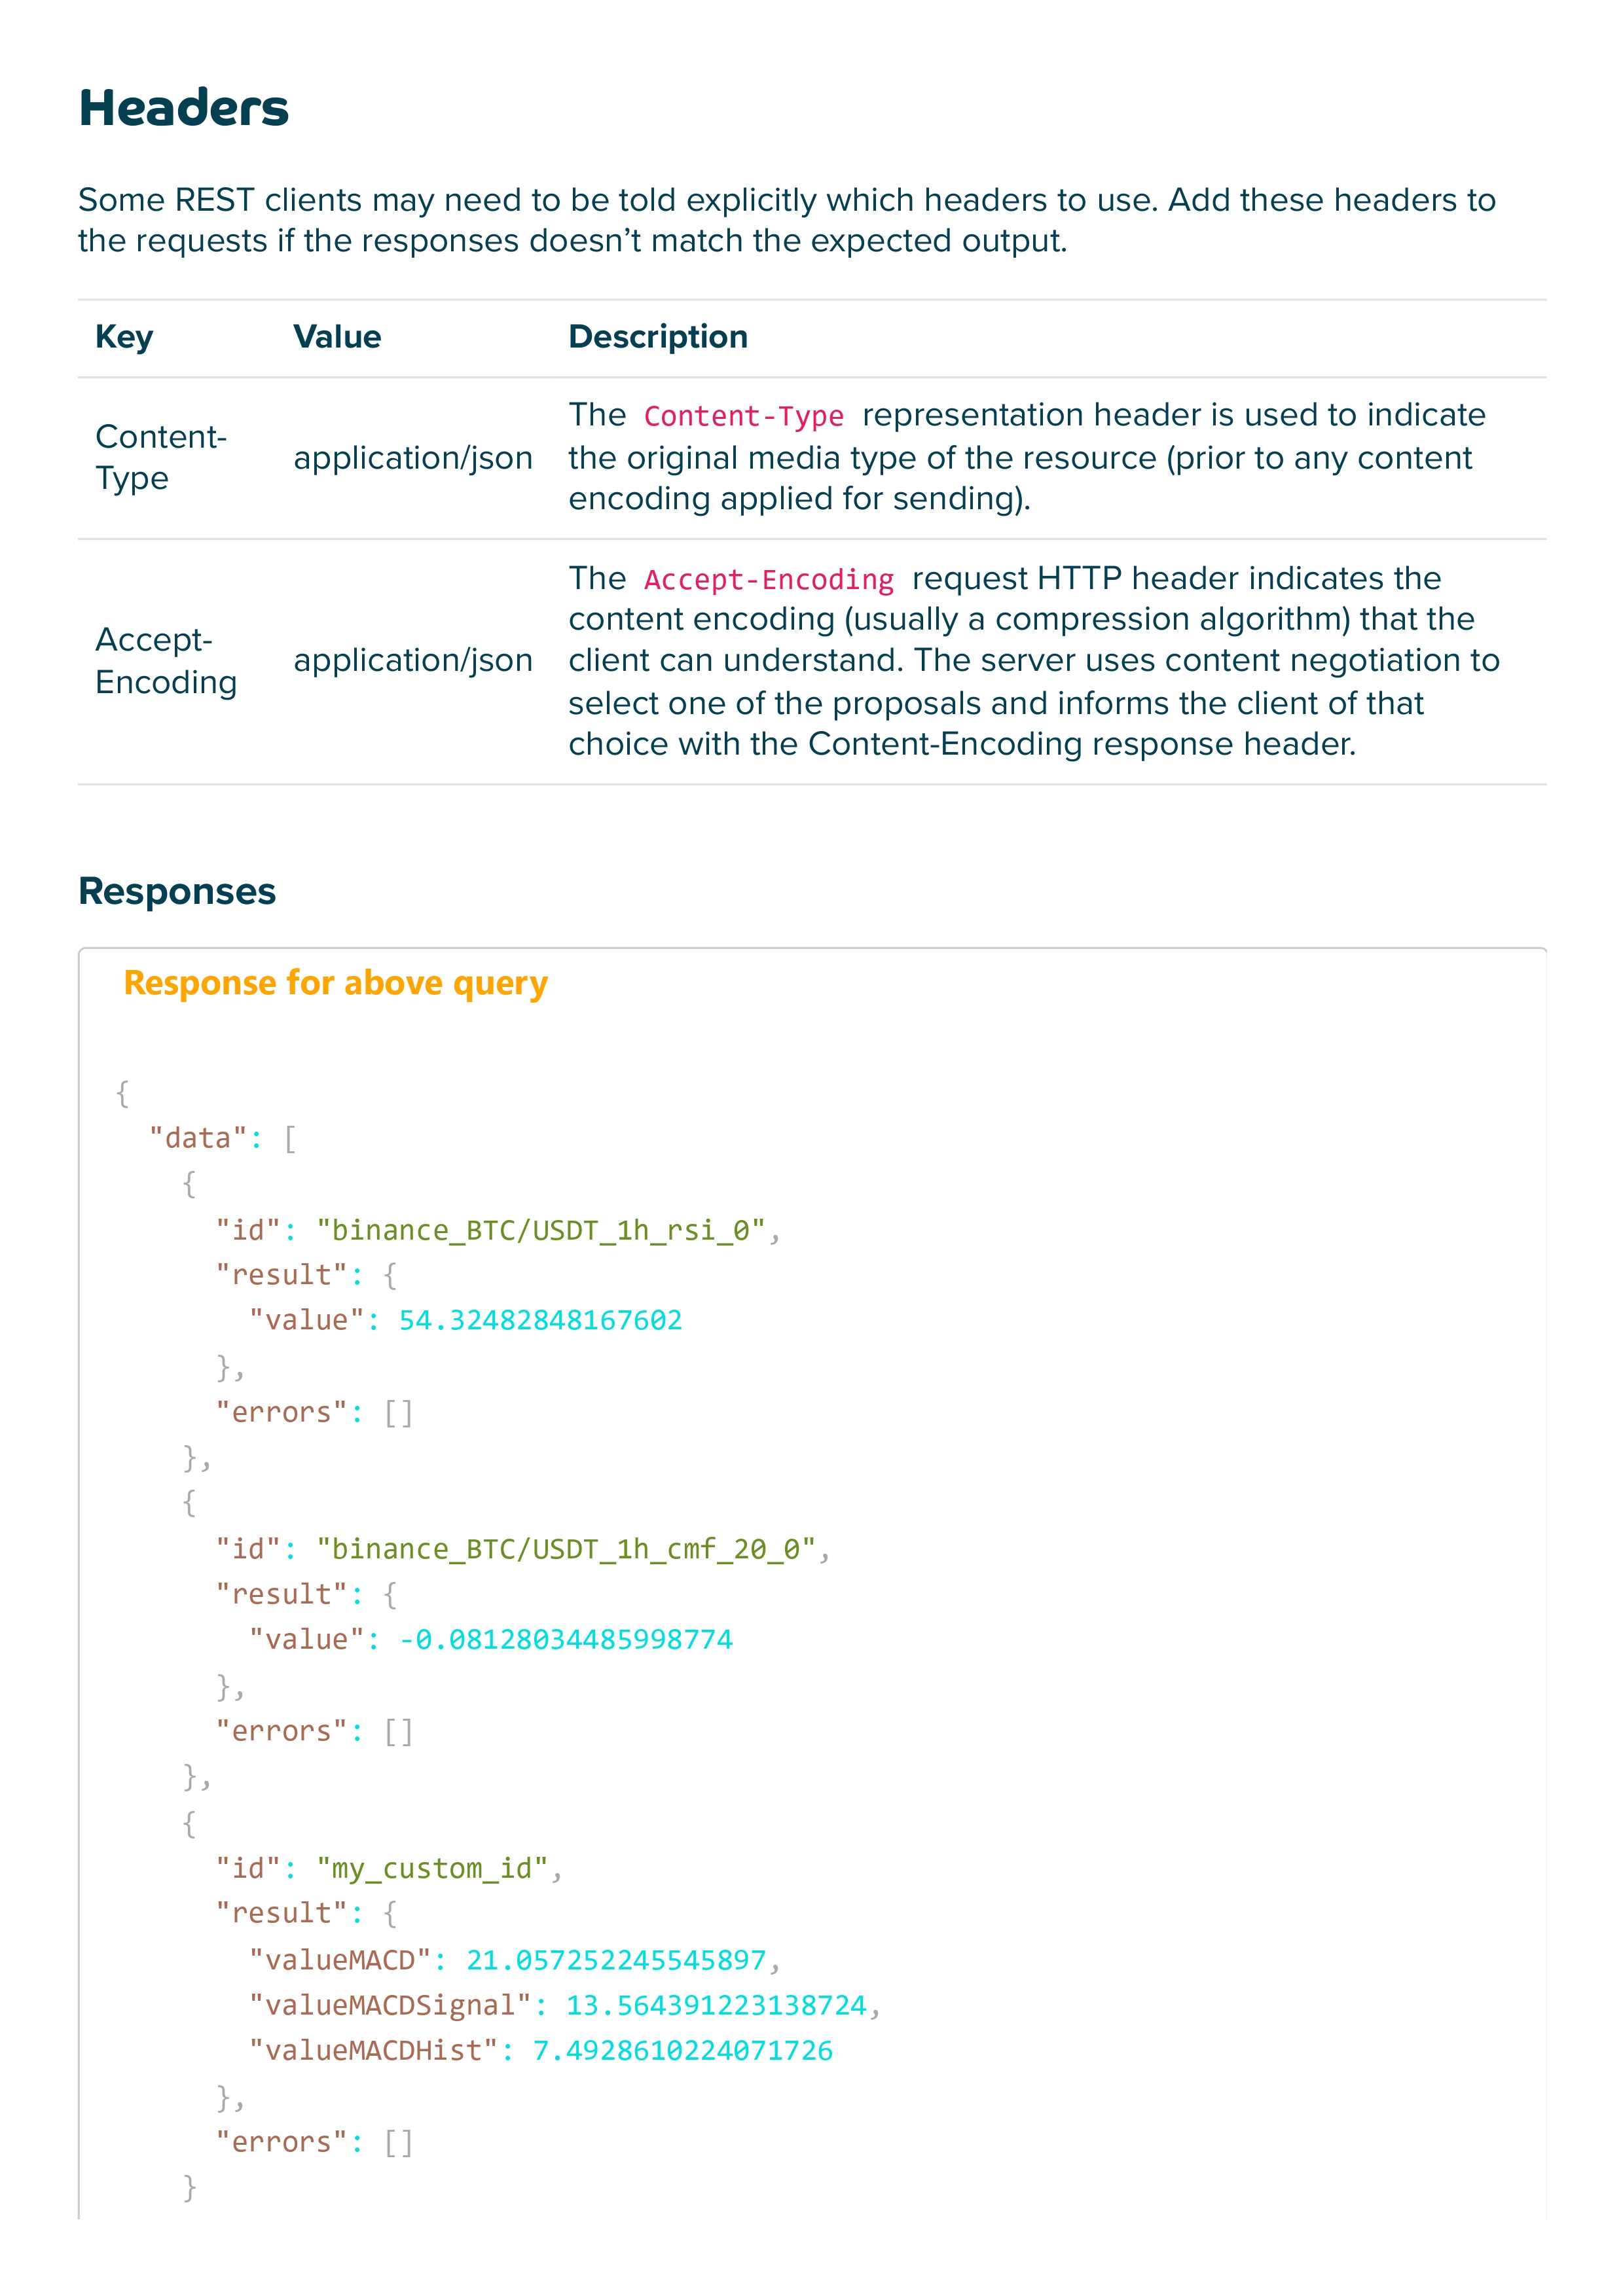 Headers
Some REST clients may need to be told explicitly which headers to use. Add these headers to
the requests if the responses doesn’t match the expected output.
Key Value Description
Content-
Type
application/json
The Content-Type representation header is used to indicate
the original media type of the resource (prior to any content
encoding applied for sending).
Accept-
Encoding
application/json
The Accept-Encoding request HTTP header indicates the
content encoding (usually a compression algorithm) that the
client can understand. The server uses content negotiation to
select one of the proposals and informs the client of that
choice with the Content-Encoding response header.
Responses
Response for above query
{
  "data": [
    {
      "id": "binance_BTC/USDT_1h_rsi_0",
      "result": {
        "value": 54.32482848167602
      },
      "errors": []
    },
    {
      "id": "binance_BTC/USDT_1h_cmf_20_0",
      "result": {
        "value": -0.08128034485998774
      },
      "errors": []
    },
    {
      "id": "my_custom_id",
      "result": {
        "valueMACD": 21.057252245545897,
        "valueMACDSignal": 13.564391223138724,
        "valueMACDHist": 7.4928610224071726
      },
      "errors": []
    }